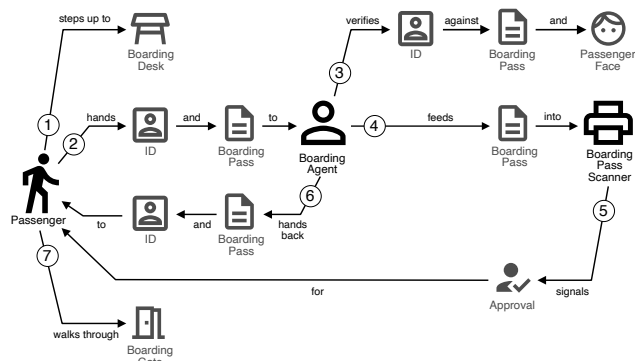 steps up to
Boarding
Desk
1
verifies
ID
against
Boarding
Pass
and
Passenger
Face
3
2
hands
ID
and
Boarding
Pass
to
Boarding
Agent
4
feeds
Boarding
Pass
into
Boarding
Pass
Scanner
Passenger
to
ID
and
Boarding
Pass
hands
back
6
5
7
for
Approval
signals
walks through
Boarding
Gate